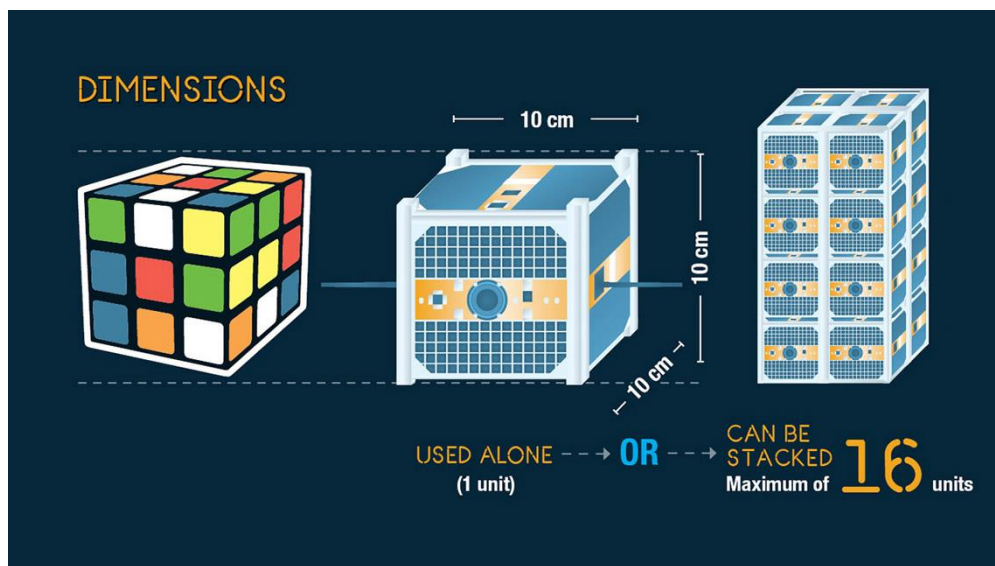 DIMENSIONS
10 cm
10 cm
10 cm
USED ALONE
(1 unit)
OR
CAN BE
STACKED
Maximum of 16 units